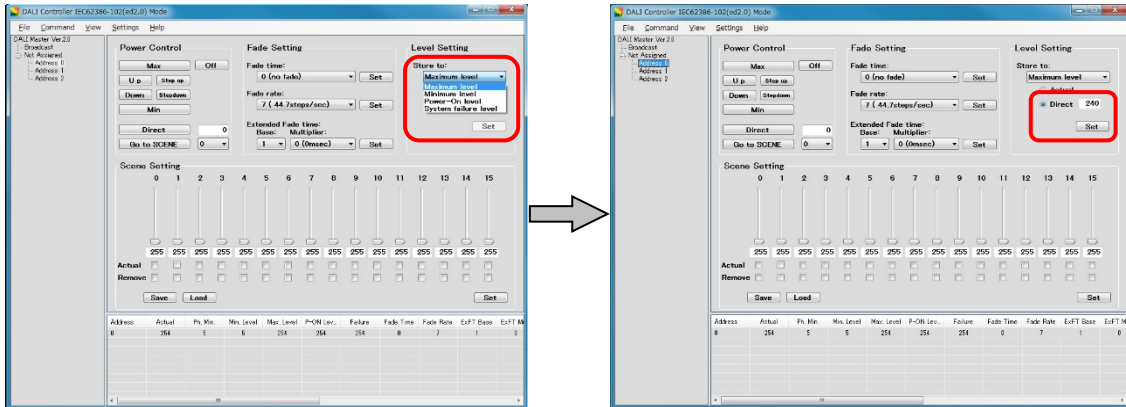 DALI Controller IEC62386-102(ed2.0) Mode
File Command View Settings Help
DALI Master Ver.2.0
Broadcast
Not Assigned
Address 0
Address 1
Address 2
Power Control
Max Off
Up Step up
Down Stepdown
Min
Direct 0
Go to SCENE 0
Fade Setting
Fade time:
0 (no fade) Set
Fade rate:
7 ( 44.7steps/sec) Set
Extended Fade time:
Base: Multiplier:
1 0 (0msec) Set
Level Setting
Store to:
Maximum level
Maximum level
Minimum level
Power-On level
System failure level
Set
Scene Setting
0 1 2 3 4 5 6 7 8 9 10 11 12 13 14 15
255 255 255 255 255 255 255 255 255 255 255 255 255 255 255 255
Actual
Remove
Save Load Set
Address Actual Ph. Min. Min. Level Max. Level P-ON Lev... Failure Fade Time Fade Rate ExFT Base ExFT M
0 254 5 5 254 254 254 0 7 1 0
DALI Controller IEC62386-102(ed2.0) Mode
File Command View Settings Help
DALI Master Ver.2.0
Broadcast
Not Assigned
Address 0
Address 1
Address 2
Power Control
Max Off
Up Step up
Down Stepdown
Min
Direct 0
Go to SCENE 0
Fade Setting
Fade time:
0 (no fade) Set
Fade rate:
7 ( 44.7steps/sec) Set
Extended Fade time:
Base: Multiplier:
1 0 (0msec) Set
Level Setting
Store to:
Maximum level
Actual
Direct 240
Set
Scene Setting
0 1 2 3 4 5 6 7 8 9 10 11 12 13 14 15
255 255 255 255 255 255 255 255 255 255 255 255 255 255 255 255
Actual
Remove
Save Load Set
Address Actual Ph. Min. Min. Level Max. Level P-ON Lev... Failure Fade Time Fade Rate ExFT Base ExFT M
0 254 5 5 254 254 254 0 7 1 0